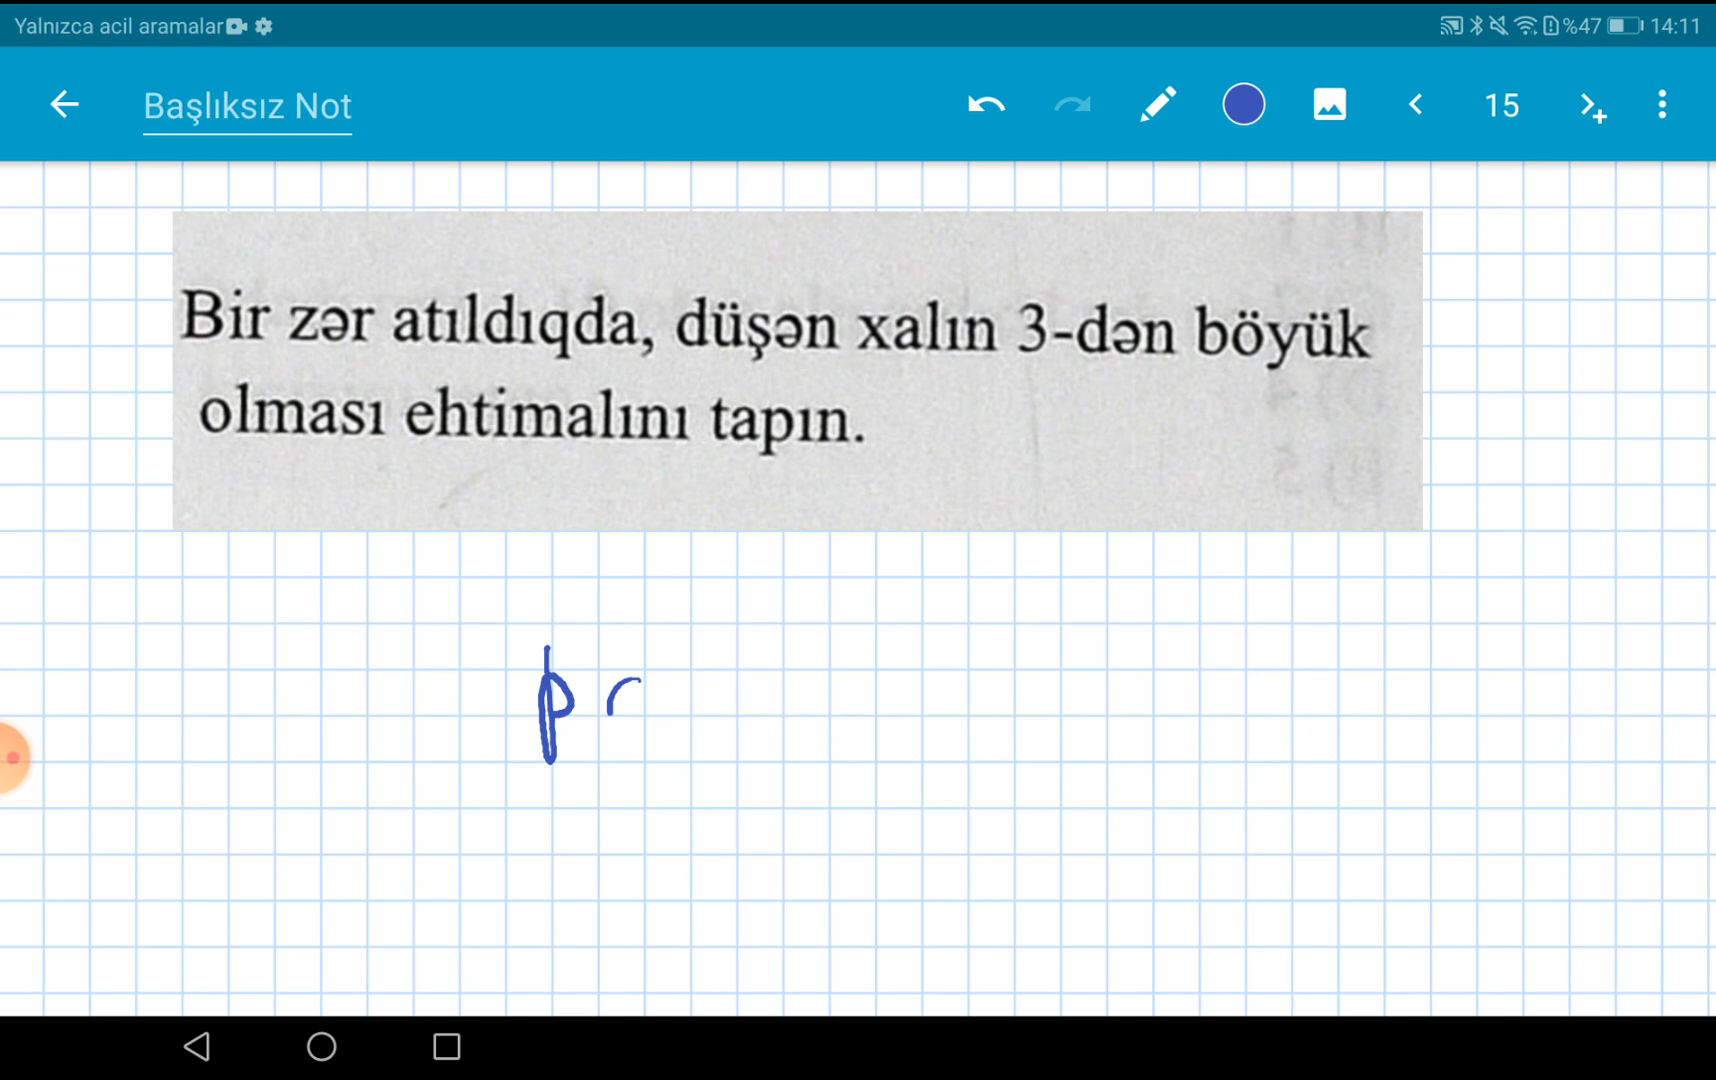 Yalnızca acil aramalar %47 14:11
Başlıksız Not 15
Bir zər atıldıqda, düşən xalın 3-dən böyük
olması ehtimalını tapın.
p